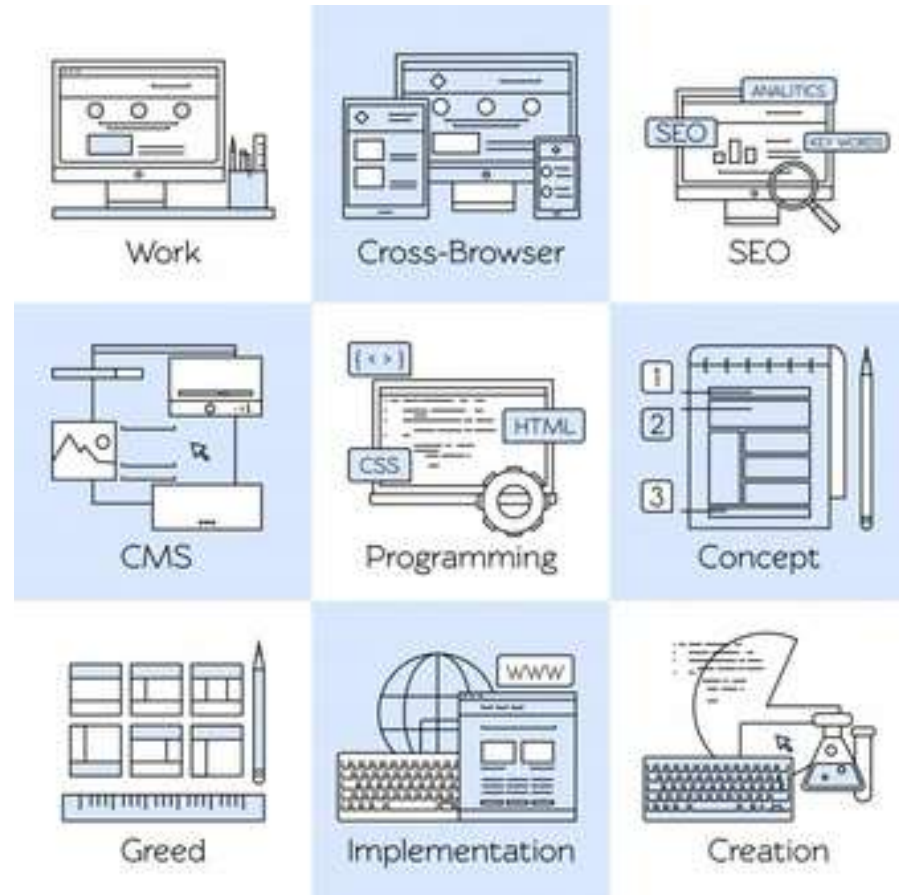 Work
Cross-Browser
ANALITICS
SEO
KEY WORDS
SEO
CMS
{ < > }
HTML
CSS
Programming
1
2
3
Concept
Greed
WWW
Implementation
Creation